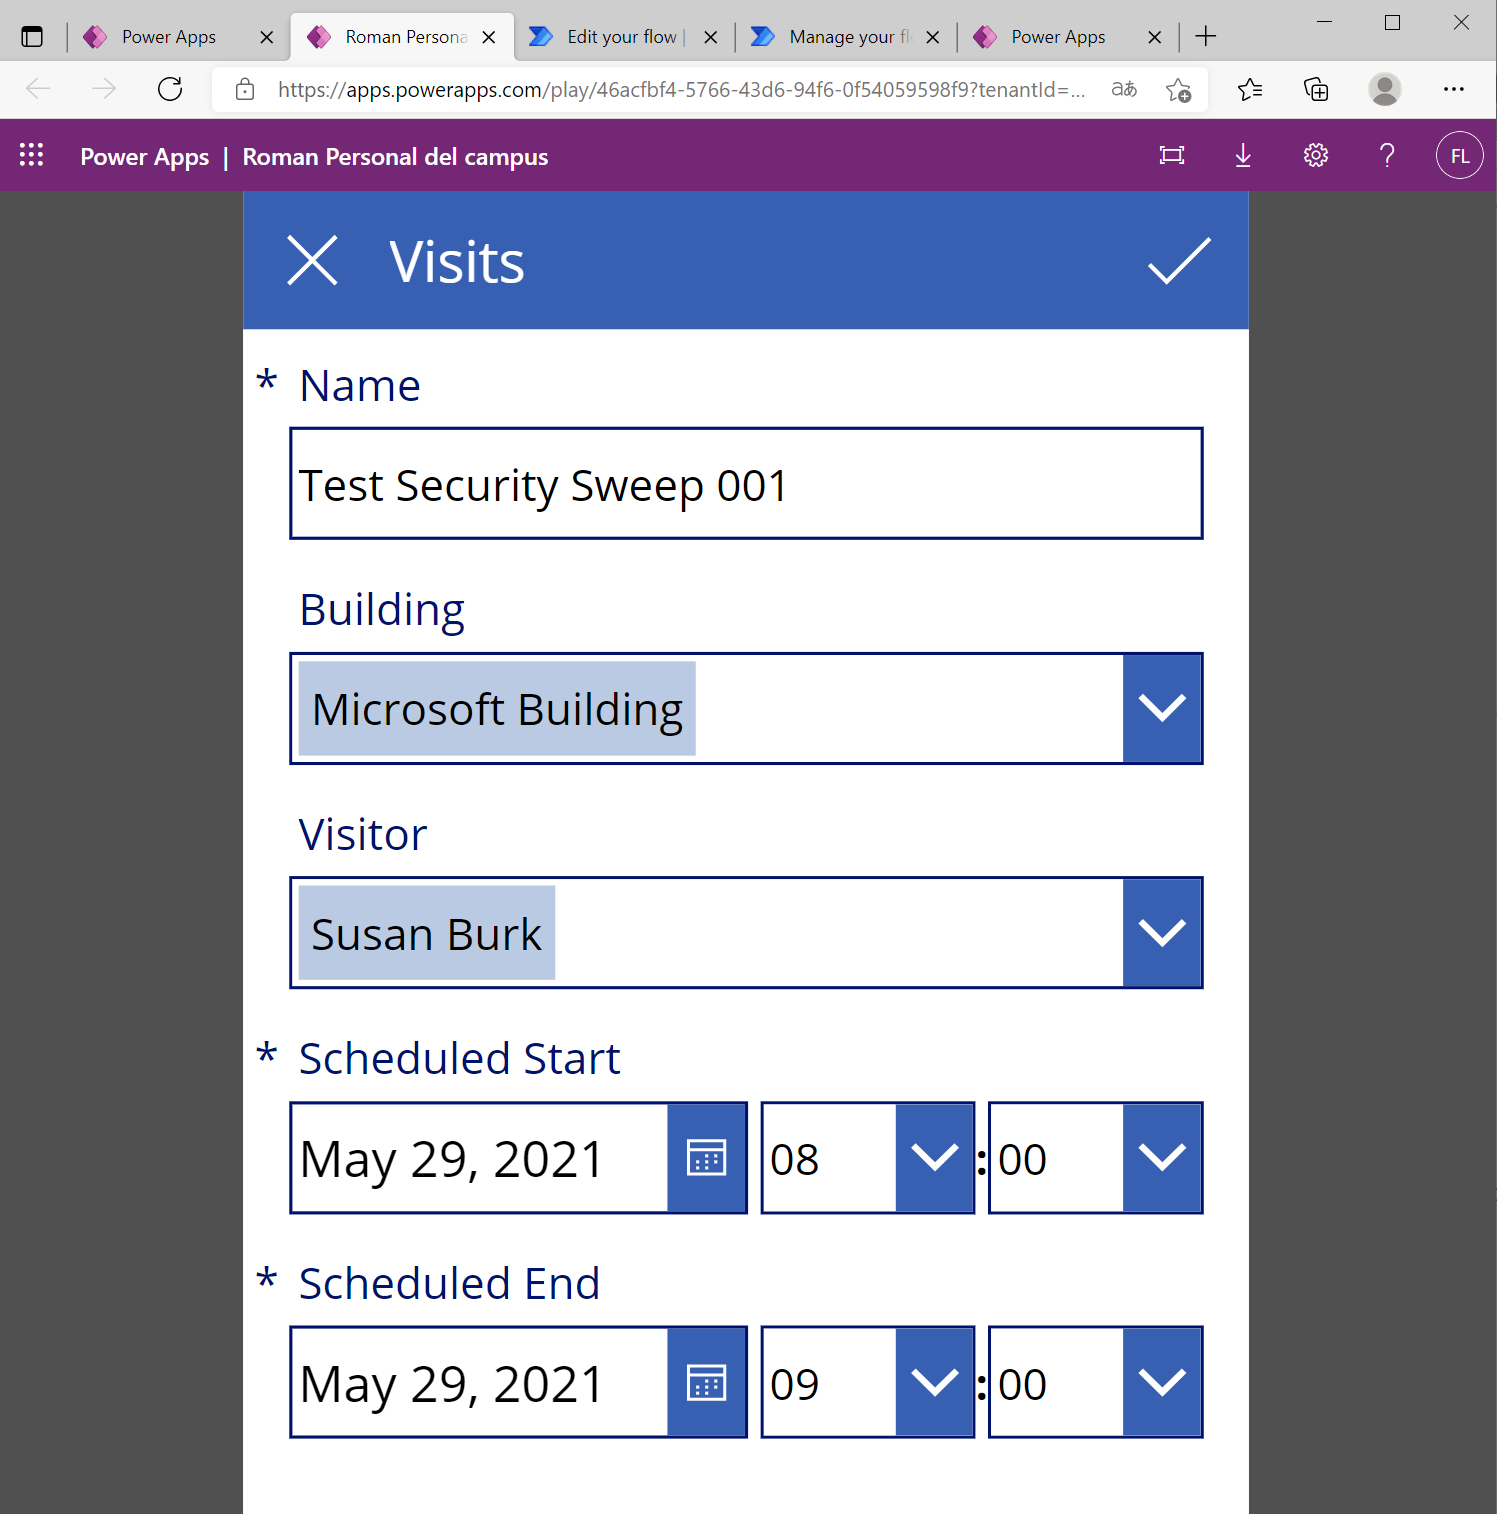 Power Apps
Roman Persona
Edit your flow |
Manage your fl
Power Apps
https://apps.powerapps.com/play/46acfbf4-5766-43d6-94f6-0f54059598f9?tenantId=...
aあ
Power Apps | Roman Personal del campus
? FL
Visits
* Name
Test Security Sweep 001
Building
Microsoft Building
Visitor
Susan Burk
* Scheduled Start
May 29, 2021 08 : 00
* Scheduled End
May 29, 2021 09 : 00